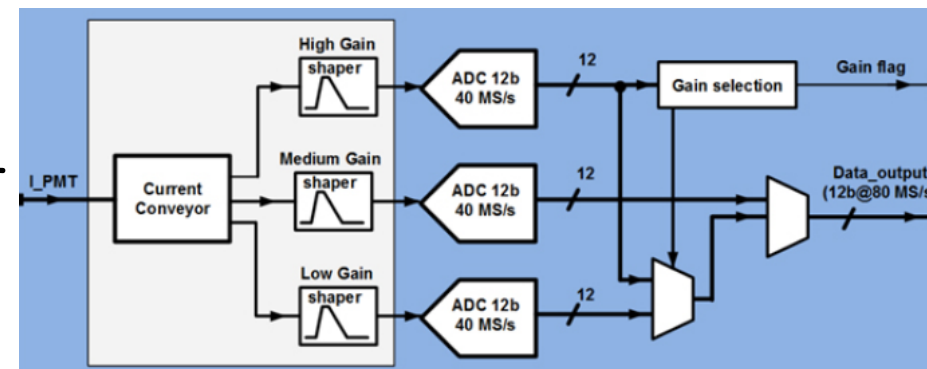 High Gain
shaper
ADC 12b
40 MS/s
12
Gain selection
Gain flag
I_PMT
Current
Conveyor
Medium Gain
shaper
ADC 12b
40 MS/s
12
Data_output
(12b@80 MS/s
Low Gain
shaper
ADC 12b
40 MS/s
12